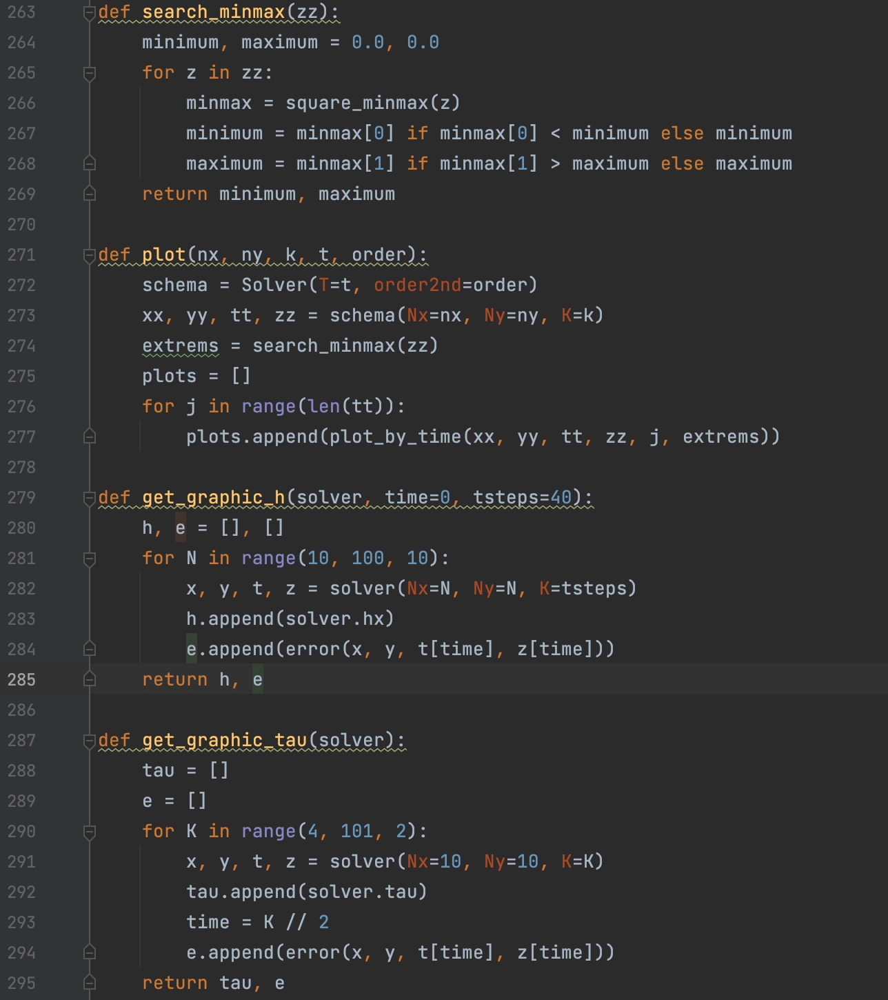 263 def search_minmax(zz):
264     minimum, maximum = 0.0, 0.0
265     for z in zz:
266         minmax = square_minmax(z)
267         minimum = minmax[0] if minmax[0] < minimum else minimum
268         maximum = minmax[1] if minmax[1] > maximum else maximum
269     return minimum, maximum
270
271 def plot(nx, ny, k, t, order):
272     schema = Solver(T=t, order2nd=order)
273     xx, yy, tt, zz = schema(Nx=nx, Ny=ny, K=k)
274     extrems = search_minmax(zz)
275     plots = []
276     for j in range(len(tt)):
277         plots.append(plot_by_time(xx, yy, tt, zz, j, extrems))
278
279 def get_graphic_h(solver, time=0, tsteps=40):
280     h, e = [], []
281     for N in range(10, 100, 10):
282         x, y, t, z = solver(Nx=N, Ny=N, K=tsteps)
283         h.append(solver.hx)
284         e.append(error(x, y, t[time], z[time]))
285     return h, e
286
287 def get_graphic_tau(solver):
288     tau = []
289     e = []
290     for K in range(4, 101, 2):
291         x, y, t, z = solver(Nx=10, Ny=10, K=K)
292         tau.append(solver.tau)
293         time = K // 2
294         e.append(error(x, y, t[time], z[time]))
295     return tau, e